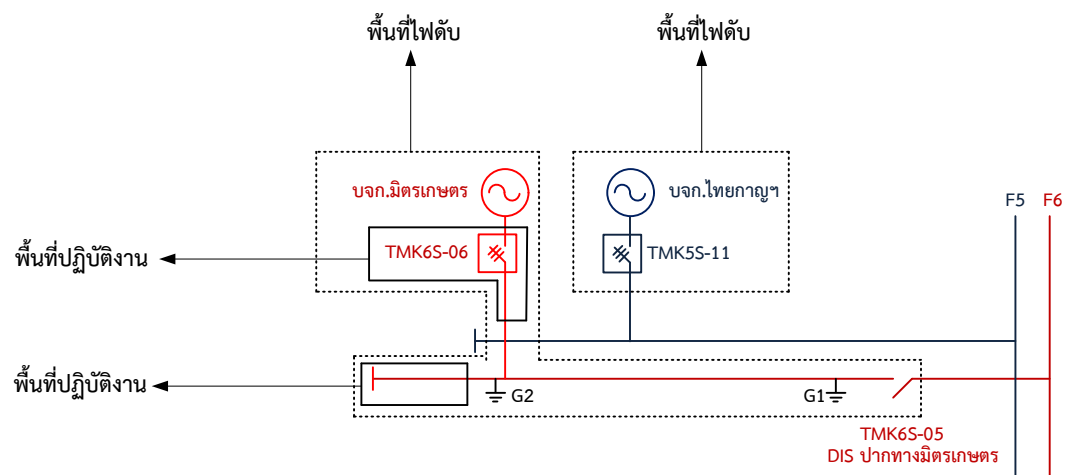 พื้นที่ไฟดับ
พื้นที่ไฟดับ
บจก.มิตรเกษตร
บจก.ไทยกาญฯ
F5
F6
TMK6S-06
TMK5S-11
พื้นที่ปฏิบัติงาน
พื้นที่ปฏิบัติงาน
G2
G1
TMK6S-05
DIS ปากทางมิตรเกษตร